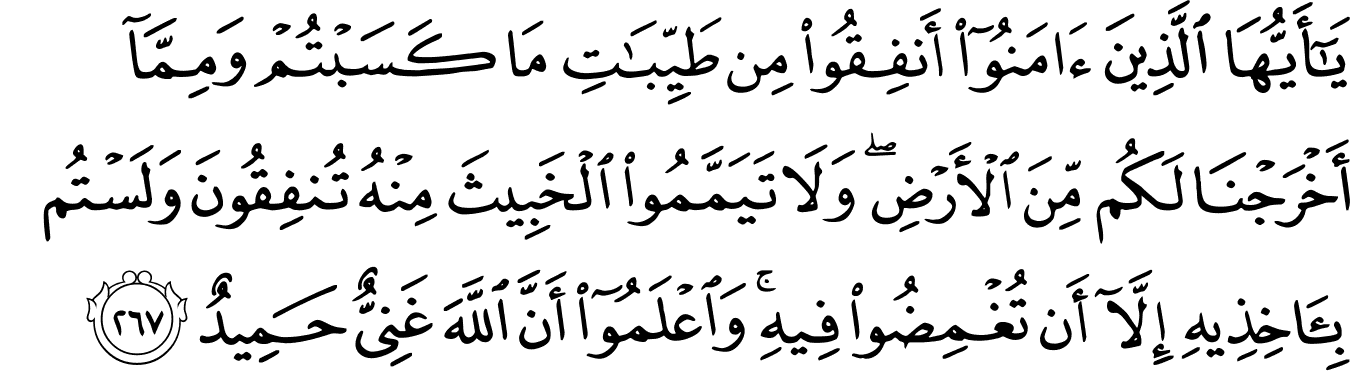 يَـٰٓأَيُّهَا ٱلَّذِينَ ءَامَنُوٓا۟ أَنفِقُوا۟ مِن طَيِّبَـٰتِ مَا كَسَبْتُمْ وَمِمَّآ
أَخْرَجْنَا لَكُم مِّنَ ٱلْأَرْضِ ۖ وَلَا تَيَمَّمُوا۟ ٱلْخَبِيثَ مِنْهُ تُنفِقُونَ وَلَسْتُم
بِـَٔاخِذِيهِ إِلَّآ أَن تُغْمِضُوا۟ فِيهِ ۚ وَٱعْلَمُوٓا۟ أَنَّ ٱللَّهَ غَنِىٌّ حَمِيدٌ ٢٦٧